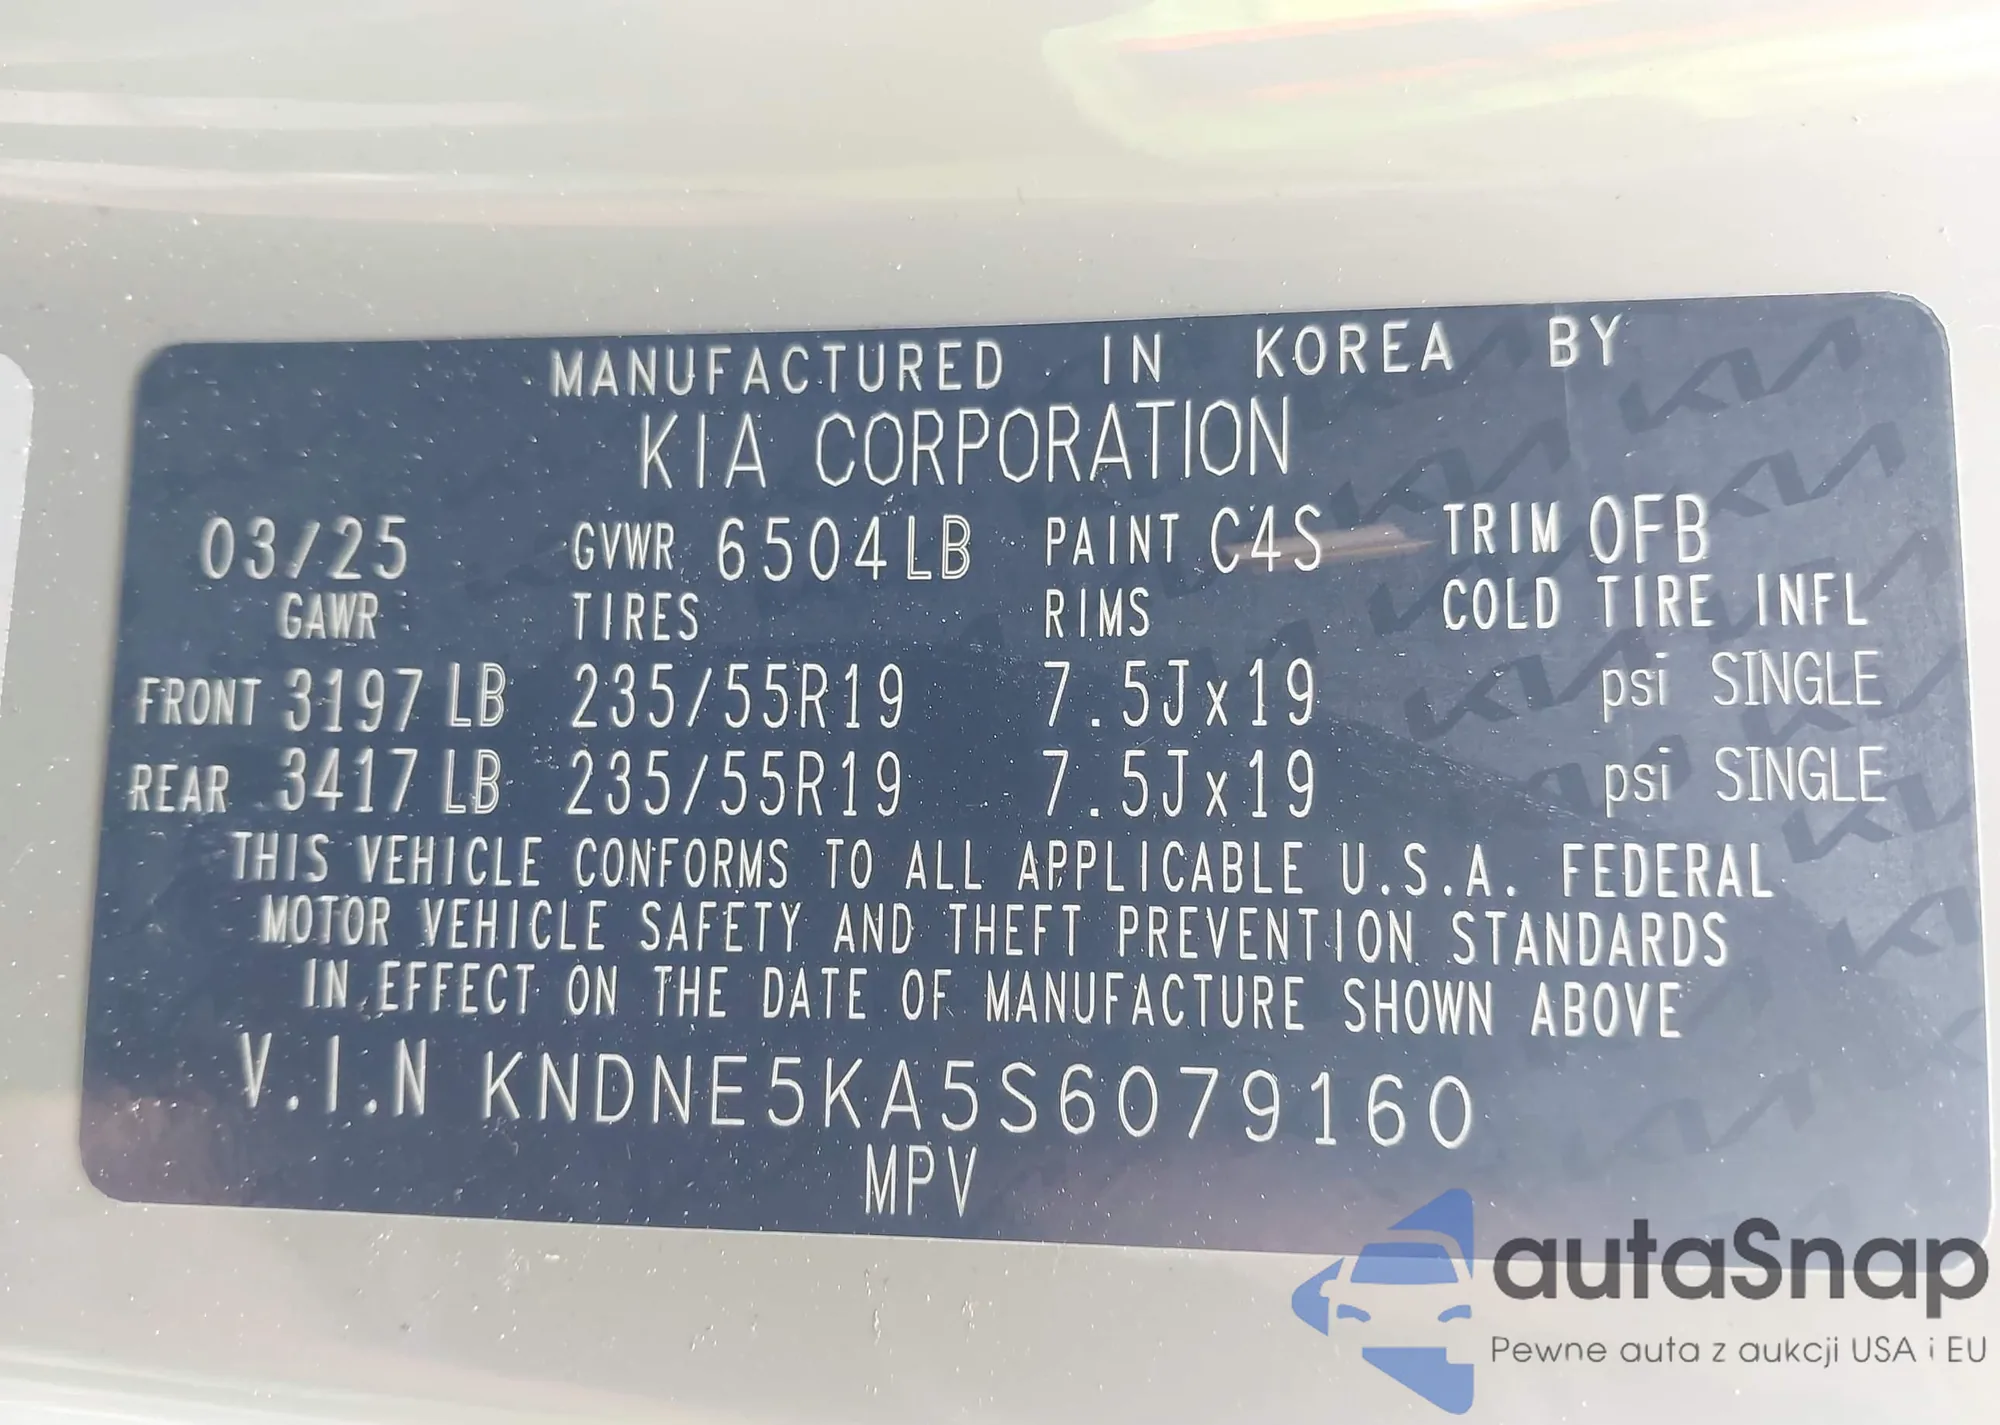 MANUFACTURED IN KOREA BY
KIA CORPORATION
03/25 GVWR 6504LB PAINT C4S TRIM OFB
GAWR TIRES RIMS COLD TIRE INFL
FRONT 3197 LB 235/55R19 7.5Jx19 psi SINGLE
REAR 3417 LB 235/55R19 7.5Jx19 psi SINGLE
THIS VEHICLE CONFORMS TO ALL APPLICABLE U.S.A. FEDERAL
MOTOR VEHICLE SAFETY AND THEFT PREVENTION STANDARDS
IN EFFECT ON THE DATE OF MANUFACTURE SHOWN ABOVE
V.I.N KNDNE5KA5S6079160
MPV
autaSnap
Pewne auta z aukcji USA i EU